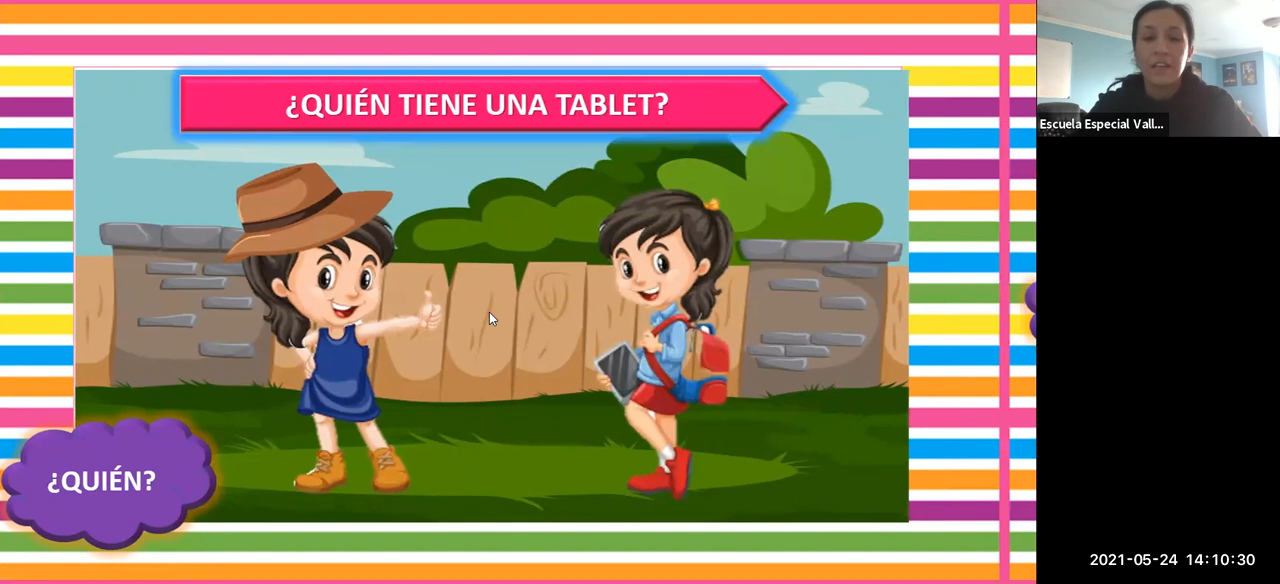 ¿QUIÉN TIENE UNA TABLET?
Escuela Especial Vall...
¿QUIÉN?
2021-05-24 14:10:30